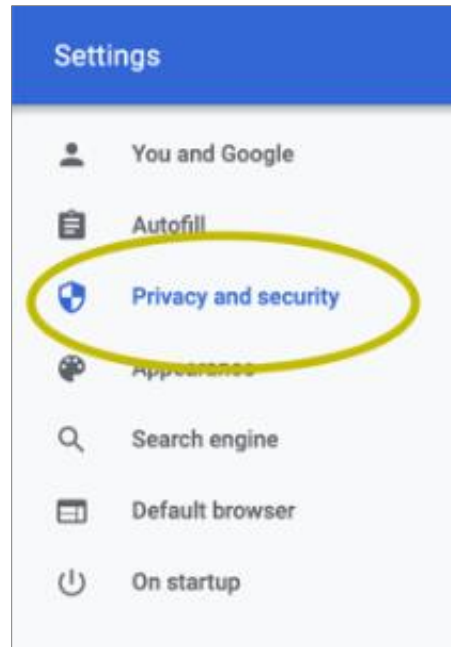 Settings
You and Google
Autofill
Privacy and security
Appearance
Search engine
Default browser
On startup